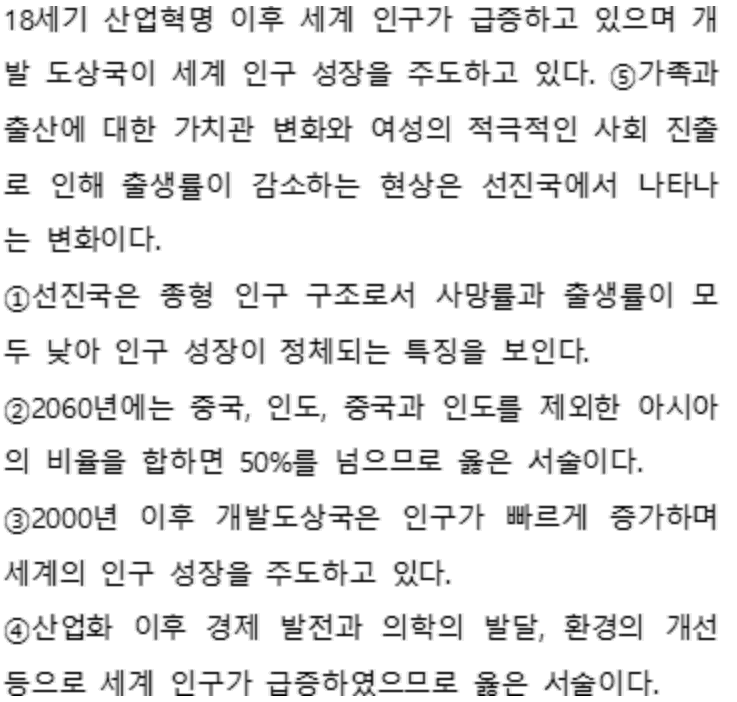 18세기 산업혁명 이후 세계 인구가 급증하고 있으며 개
발 도상국이 세계 인구 성장을 주도하고 있다. ⑤가족과
출산에 대한 가치관 변화와 여성의 적극적인 사회 진출
로 인해 출생률이 감소하는 현상은 선진국에서 나타나
는 변화이다.
①선진국은 종형 인구 구조로서 사망률과 출생률이 모
두 낮아 인구 성장이 정체되는 특징을 보인다.
②2060년에는 중국, 인도, 중국과 인도를 제외한 아시아
의 비율을 합하면 50%를 넘으므로 옳은 서술이다.
③2000년 이후 개발도상국은 인구가 빠르게 증가하며
세계의 인구 성장을 주도하고 있다.
④산업화 이후 경제 발전과 의학의 발달, 환경의 개선
등으로 세계 인구가 급증하였으므로 옳은 서술이다.